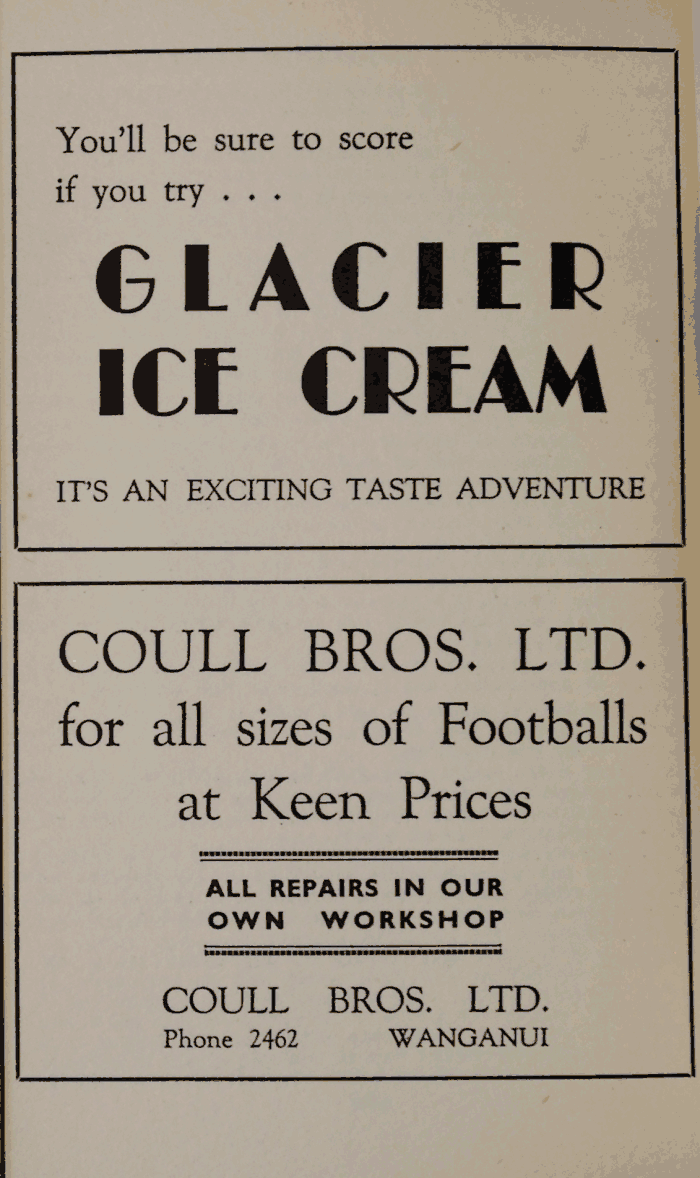 You'll be sure to score
if you try . . .
GLACIER
ICE CREAM
IT'S AN EXCITING TASTE ADVENTURE
COULL BROS. LTD.
for all sizes of Footballs
at Keen Prices
ALL REPAIRS IN OUR
OWN WORKSHOP
COULL BROS. LTD.
Phone 2462 WANGANUI